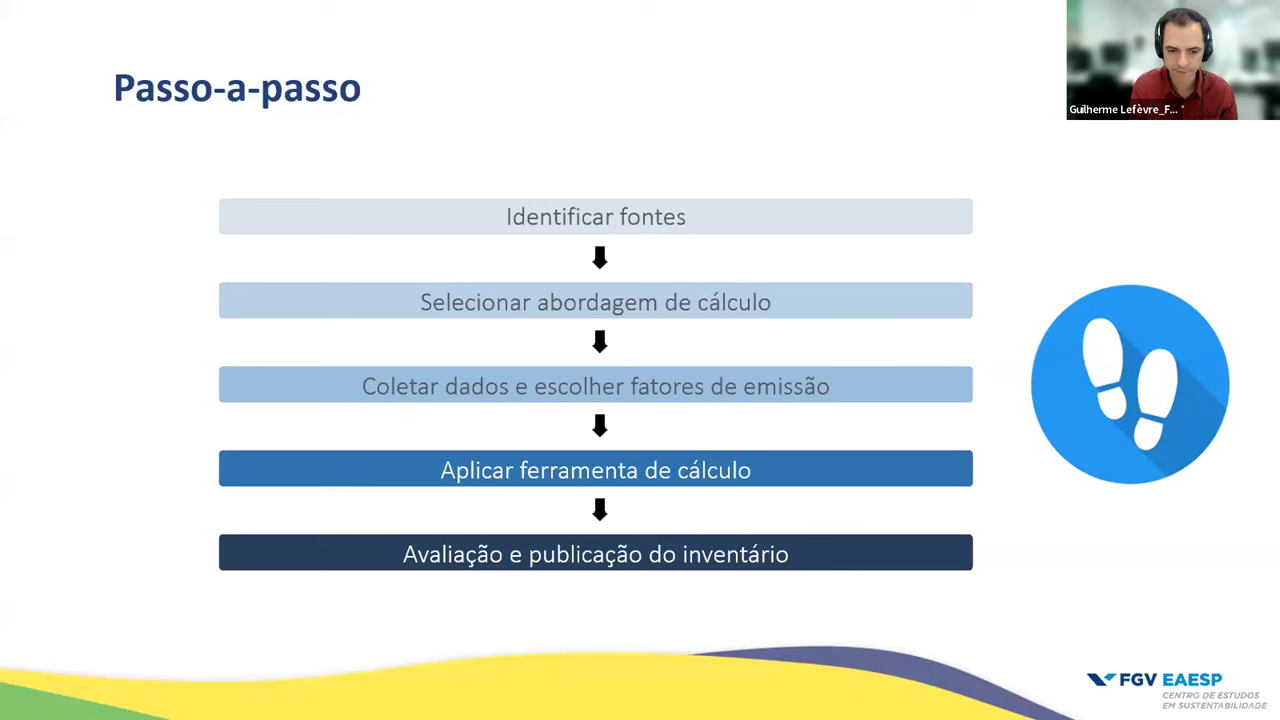 Passo-a-passo
Guilherme Lefèvre_F...
Identificar fontes
Selecionar abordagem de cálculo
Coletar dados e escolher fatores de emissão
Aplicar ferramenta de cálculo
Avaliação e publicação do inventário
FGV EAESP
CENTRO DE ESTUDOS
EM SUSTENTABILIDADE